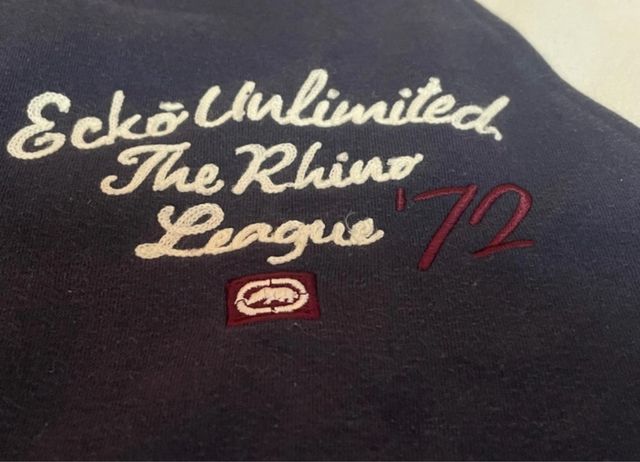 Eckō Unlimited
The Rhino
League '72